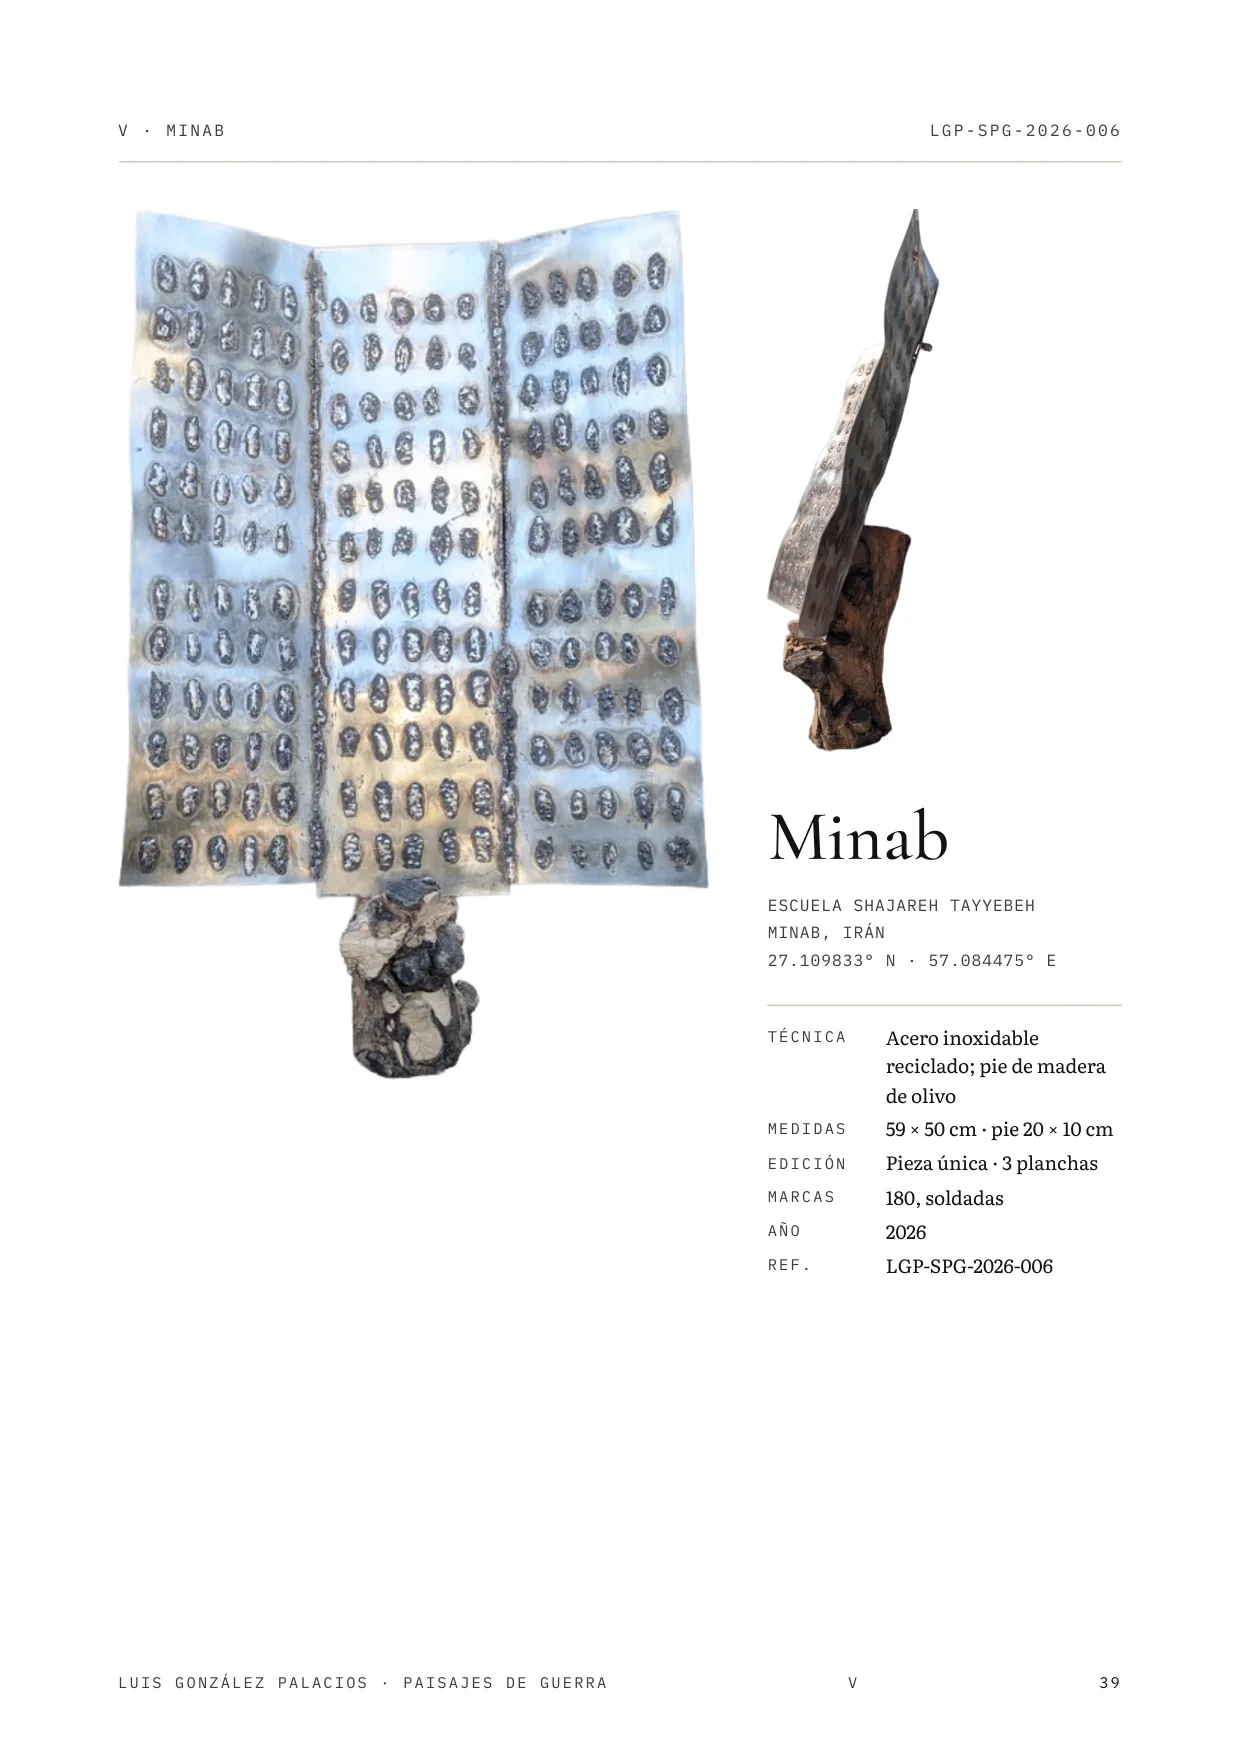 V · MINAB
LGP-SPG-2026-006
Minab
ESCUELA SHAJAREH TAYYEBEH
MINAB, IRÁN
27.109833° N · 57.084475° E
TÉCNICA Acero inoxidable
reciclado; pie de madera
de olivo
MEDIDAS 59 × 50 cm · pie 20 × 10 cm
EDICIÓN Pieza única · 3 planchas
MARCAS 180, soldadas
AÑO 2026
REF. LGP-SPG-2026-006
LUIS GONZÁLEZ PALACIOS · PAISAJES DE GUERRA
V
39